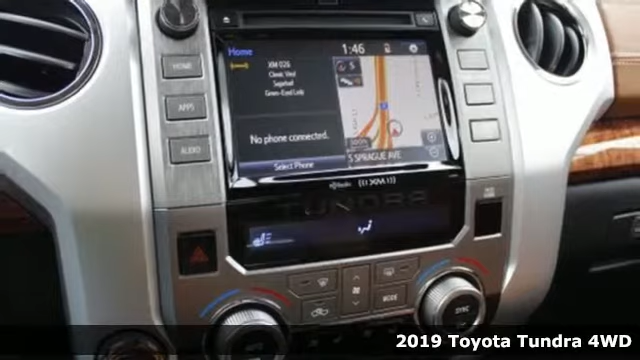 Home
1:46
XM 026
Classic Vinyl
Sugarloaf
Green-Eyed Lady
No phone connected.
Select Phone
S SPRAGUE AVE
HOME
APPS
AUDIO
TUNDRA
MODE
SYNC
2019 Toyota Tundra 4WD